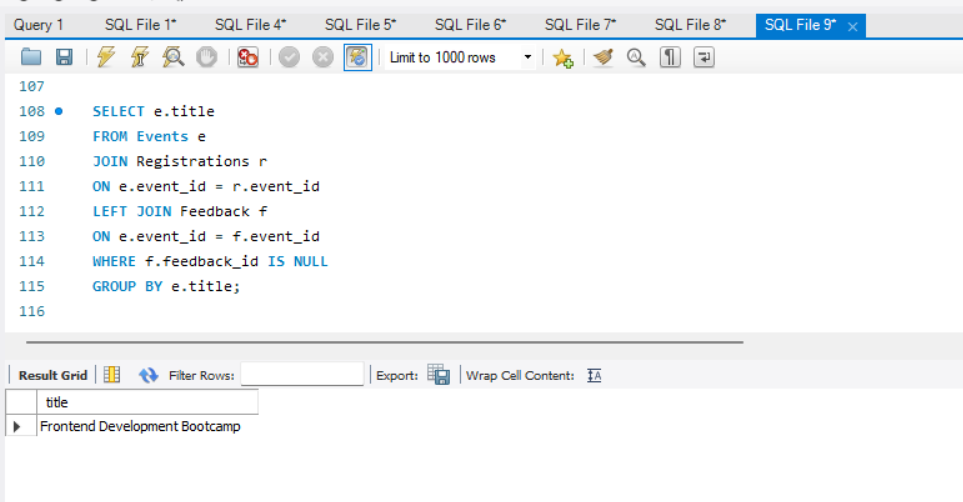 Query 1 SQL File 1* SQL File 4* SQL File 5* SQL File 6* SQL File 7* SQL File 8* SQL File 9*
Limit to 1000 rows
107
108 SELECT e.title
109 FROM Events e
110 JOIN Registrations r
111 ON e.event_id = r.event_id
112 LEFT JOIN Feedback f
113 ON e.event_id = f.event_id
114 WHERE f.feedback_id IS NULL
115 GROUP BY e.title;
116
Result Grid Filter Rows: Export: Wrap Cell Content:
title
Frontend Development Bootcamp